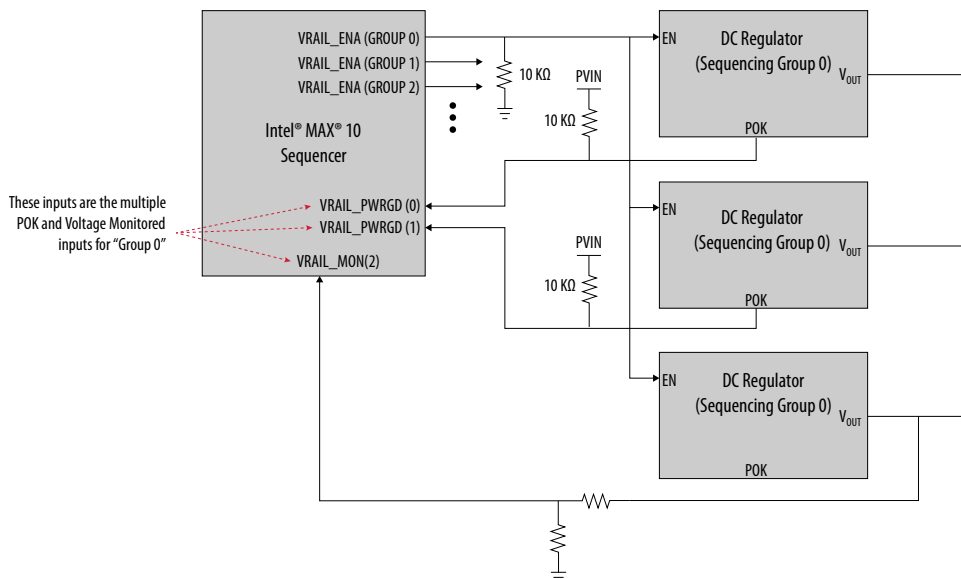 VRAIL_ENA (GROUP 0)
VRAIL_ENA (GROUP 1)
VRAIL_ENA (GROUP 2)
Intel® MAX® 10
Sequencer
VRAIL_PWRGD (0)
VRAIL_PWRGD (1)
VRAIL_MON(2)
These inputs are the multiple
POK and Voltage Monitored
inputs for “Group 0”
10 KΩ
PVIN
10 KΩ
PVIN
10 KΩ
EN
DC Regulator
(Sequencing Group 0)
VOUT
POK
EN
DC Regulator
(Sequencing Group 0)
VOUT
POK
EN
DC Regulator
(Sequencing Group 0)
VOUT
POK